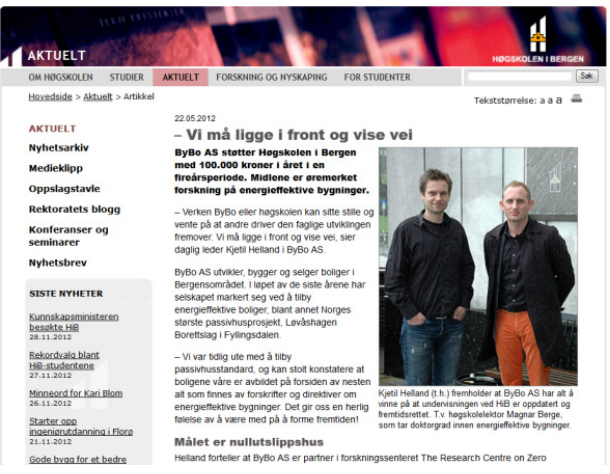 AKTUELT
HØGSKOLEN I BERGEN
OM HØGSKOLEN STUDIER AKTUELT FORSKNING OG NYSKAPING FOR STUDENTER
Søk
Hovedside > Aktuelt > Artikkel
Tekststørrelse: a a a
AKTUELT
Nyhetsarkiv
Medieklipp
Oppslagstavle
Rektoratets blogg
Konferanser og
seminarer
Nyhetsbrev
SISTE NYHETER
Kunnskapsministeren
besøkte HiB
28.11.2012
Rekordvalg blant
HiB-studentene
27.11.2012
Minneord for Kari Blom
26.11.2012
Starter opp
ingeniørutdanning i Florø
21.11.2012
Gode bygg for et bedre
22.05.2012
– Vi må ligge i front og vise vei
ByBo AS støtter Høgskolen i Bergen
med 100.000 kroner i året i en
fireårsperiode. Midlene er øremerket
forskning på energieffektive bygninger.
– Verken ByBo eller høgskolen kan sitte stille og
vente på at andre driver den faglige utviklingen
fremover. Vi må ligge i front og vise vei, sier
daglig leder Kjetil Helland i ByBo AS.
ByBo AS utvikler, bygger og selger boliger i
Bergensområdet. I løpet av de siste årene har
selskapet markert seg ved å tilby
energieffektive boliger, blant annet Norges
største passivhusprosjekt, Løvåshagen
Borettslag i Fyllingsdalen.
– Vi var tidlig ute med å tilby
passivhusstandard, og kan stolt konstatere at
boligene våre er avbildet på forsiden av nesten
alt som finnes av forskrifter og direktiver om
energieffektive bygninger. Det gir oss en herlig
følelse av å være med på å forme fremtiden!
Kjetil Helland (t.h.) fremholder at ByBo AS har alt å
vinne på at undervisningen ved HiB er oppdatert og
fremtidsrettet. T.v. høgskolelektor Magnar Berge,
som tar doktorgrad innen energieffektive bygninger.
Målet er nullutslippshus
Helland forteller at ByBo AS er partner i forskningssenteret The Research Centre on Zero